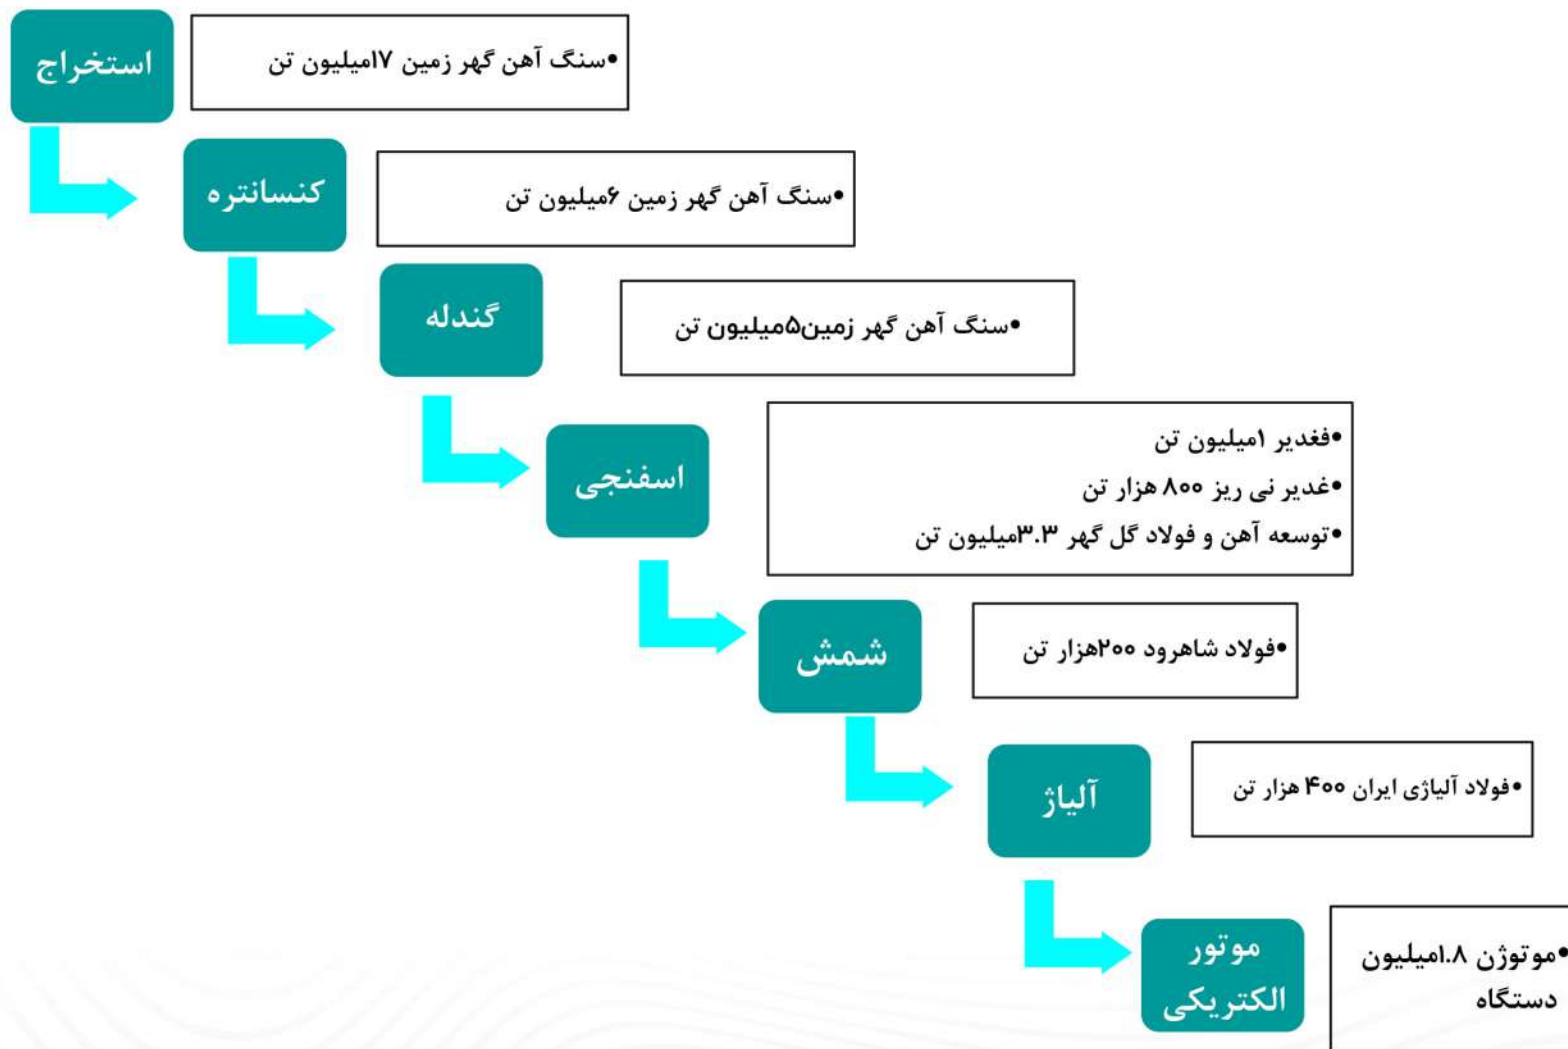 استخراج
•سنگ آهن گهر زمین ۱۷میلیون تن
کنسانتره
•سنگ آهن گهر زمین ۶میلیون تن
گندله
•سنگ آهن گهر زمین۵میلیون تن
اسفنجی
•فغدیر ۱میلیون تن
•غدیر نی ریز ۸۰۰ هزار تن
•توسعه آهن و فولاد گل گهر ۳.۳میلیون تن
شمش
•فولاد شاهرود ۲۰۰هزار تن
آلیاژ
•فولاد آلیاژی ایران ۴۰۰ هزار تن
موتور
الکتریکی
•موتوژن ۱.۸میلیون
دستگاه